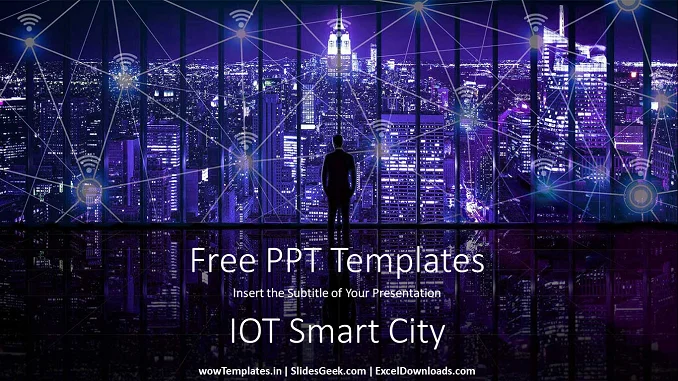 Free PPT Templates
Insert the Subtitle of Your Presentation
IOT Smart City
wowTemplates.in | SlidesGeek.com | ExcelDownloads.com